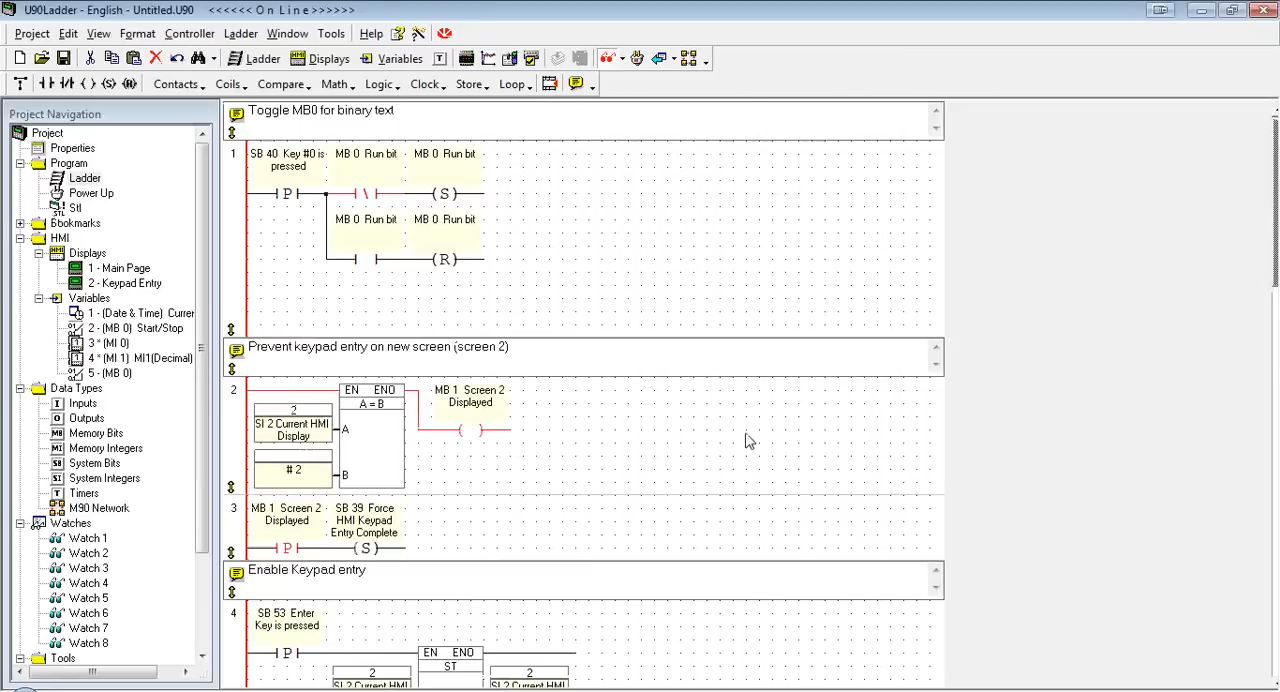 U90Ladder - English - Untitled.U90 <<<<<< O n L i n e >>>>>>
Project Edit View Format Controller Ladder Window Tools Help
Ladder Displays Variables T
T Contacts Coils Compare Math Logic Clock Store Loop
Project Navigation
Project
Properties
Program
Ladder
Power Up
Stl
Bookmarks
HMI
Displays
1 - Main Page
2 - Keypad Entry
Variables
1 - (Date & Time) Currer
2 - (MB 0) Start/Stop
3 * (MI 0)
4 * (MI 1) MI1(Decimal)
5 - (MB 0)
Data Types
Inputs
Outputs
Memory Bits
Memory Integers
System Bits
System Integers
Timers
M90 Network
Watches
Watch 1
Watch 2
Watch 3
Watch 4
Watch 5
Watch 6
Watch 7
Watch 8
Tools
Toggle MB0 for binary text
1
SB 40 Key #0 is
pressed
MB 0 Run bit
MB 0 Run bit
P
S
MB 0 Run bit
MB 0 Run bit
R
Prevent keypad entry on new screen (screen 2)
2
EN ENO
A = B
MB 1 Screen 2
Displayed
2
SI 2 Current HMI
Display
A
# 2
B
3
MB 1 Screen 2
Displayed
SB 39 Force
HMI Keypad
Entry Complete
P
S
Enable Keypad entry
4
SB 53 Enter
Key is pressed
P
EN ENO
ST
2
SI 2 Current HMI
2
SI 2 Current HMI